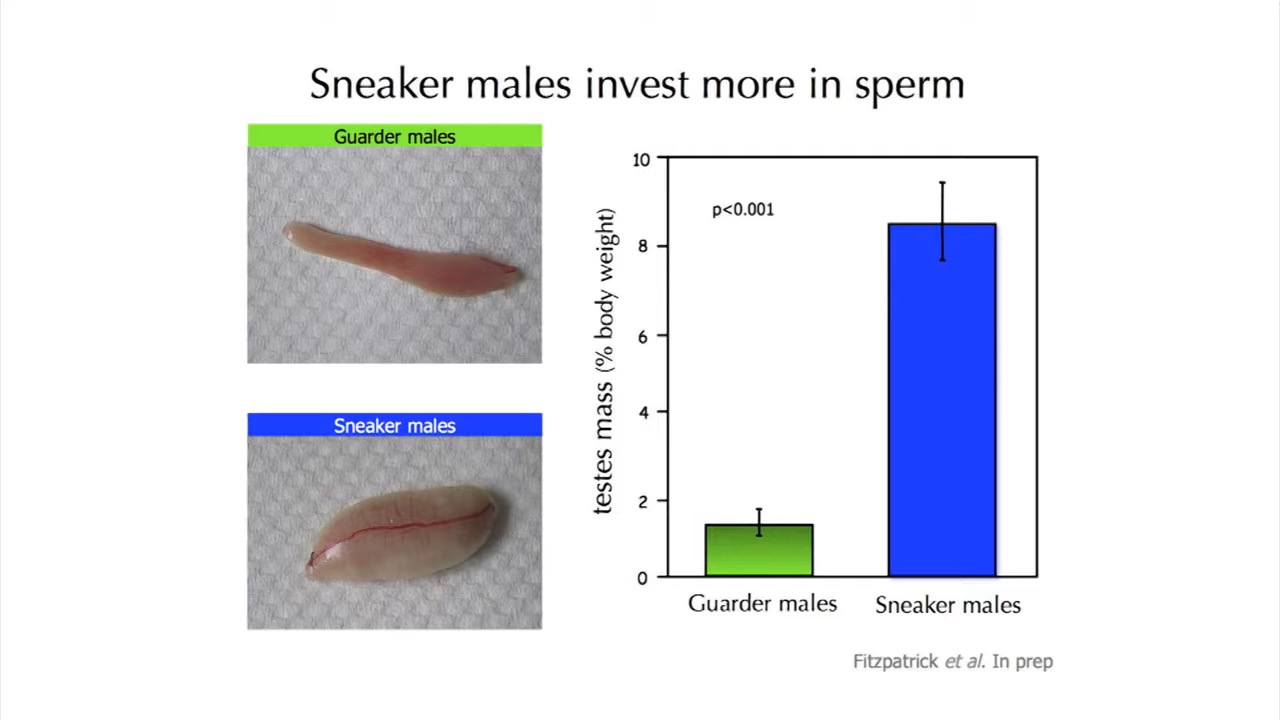 Sneaker males invest more in sperm
Guarder males
Sneaker males
10
8
6
4
2
0
testes mass (% body weight)
p<0.001
Guarder males
Sneaker males
Fitzpatrick et al. In prep